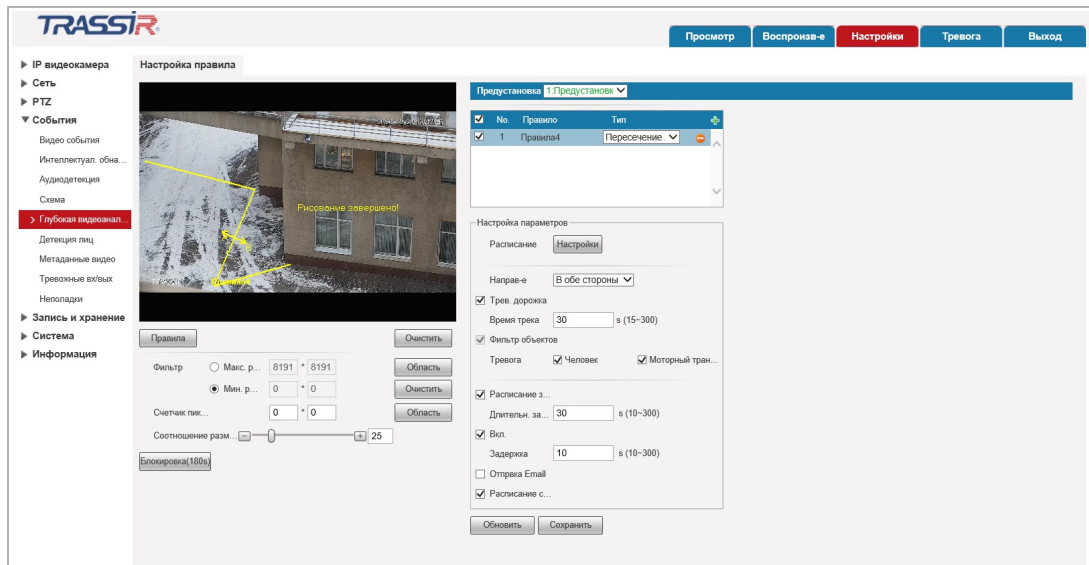 TRASSIR
Просмотр Воспроизв-е Настройки Тревога Выход
IP видеокамера
Сеть
PTZ
События
Видео события
Интеллектуал. обна...
Аудиодетекция
Схема
Глубокая видеоанал...
Детекция лиц
Метаданные видео
Тревожные вх/вых
Неполадки
Запись и хранение
Система
Информация
Настройка правила
Рисование завершено!
Правила
Очистить
Фильтр Макс. р... 8191 * 8191 Область
Мин. р... 0 * 0 Очистить
Счетчик пик... 0 * 0 Область
Соотношение разм... 25
Блокировка(180s)
Предустановка 1:Предустановк
No. Правило Тип
1 Правила4 Пересечение
Настройка параметров
Расписание Настройки
Направ-е В обе стороны
Трев. дорожка
Время трека 30 s (15~300)
Фильтр объектов
Тревога Человек Моторный тран...
Расписание з...
Длительн. за... 30 s (10~300)
Вкл.
Задержка 10 s (10~300)
Отпрвка Email
Расписание с...
Обновить Сохранить